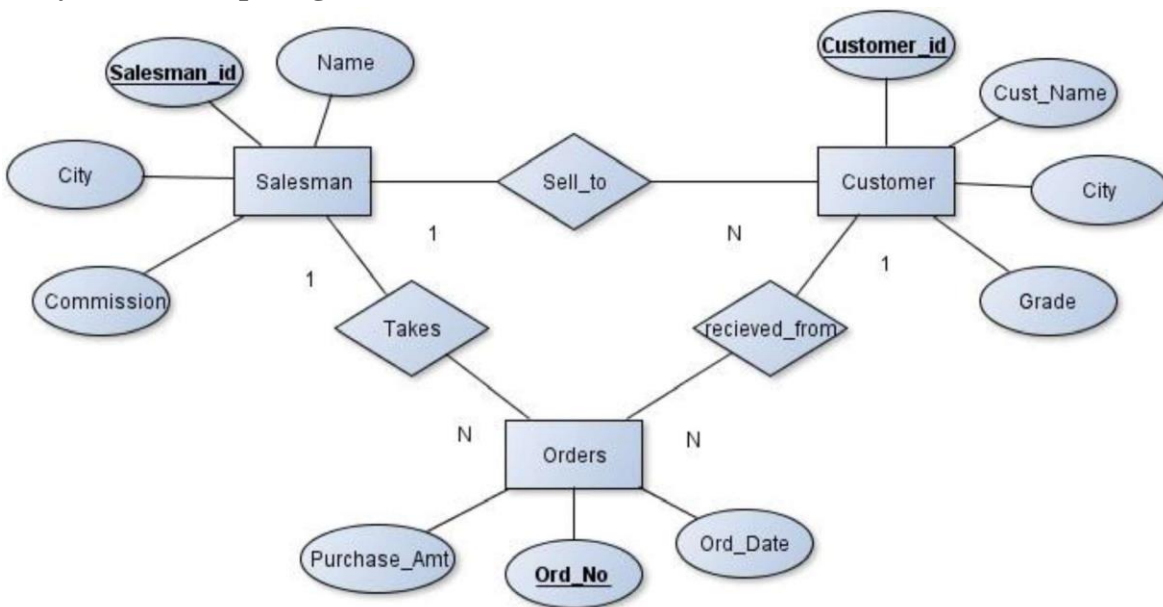 Customer_id
Salesman_id
Name
Cust_Name
City
Salesman
Sell_to
Customer
City
1
N
1
1
Commission
Grade
Takes
recieved_from
N
N
Orders
Purchase_Amt
Ord_No
Ord_Date